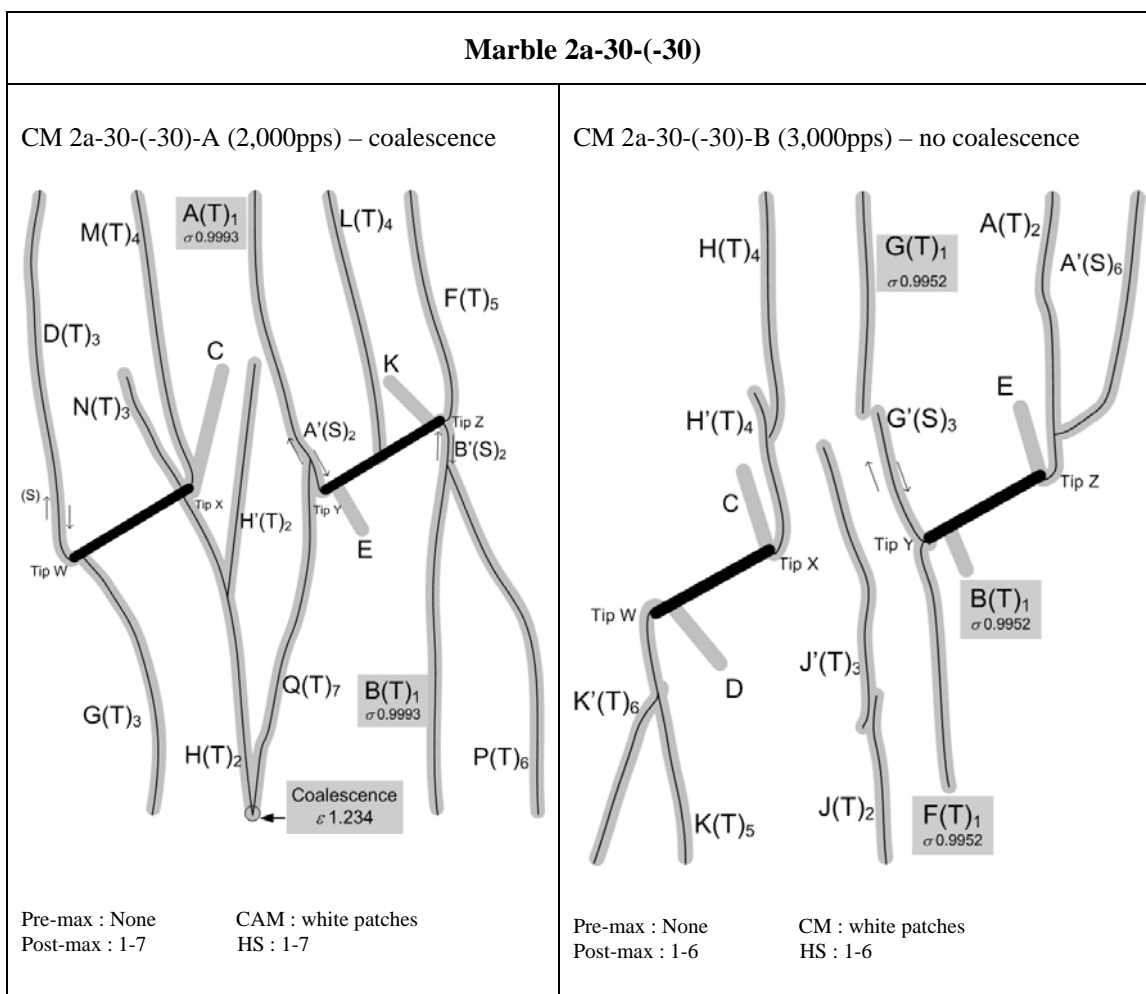 Marble 2a-30-(-30)
CM 2a-30-(-30)-A (2,000pps) – coalescence
M(T)₄
A(T)₁
σ 0.9993
L(T)₄
F(T)₅
D(T)₃
C
K
N(T)₃
A'(S)₂
Tip Z
B'(S)₂
(S)
Tip X
H'(T)₂
Tip Y
E
Tip W
G(T)₃
Q(T)₇
B(T)₁
σ 0.9993
H(T)₂
P(T)₆
Coalescence
ε 1.234
Pre-max : None CAM : white patches
Post-max : 1-7 HS : 1-7
CM 2a-30-(-30)-B (3,000pps) – no coalescence
H(T)₄
G(T)₁
σ 0.9952
A(T)₂
A'(S)₆
E
H'(T)₄
G'(S)₃
C
Tip Z
Tip Y
Tip X
Tip W
B(T)₁
σ 0.9952
D
J'(T)₃
K'(T)₆
K(T)₅
J(T)₂
F(T)₁
σ 0.9952
Pre-max : None CM : white patches
Post-max : 1-6 HS : 1-6